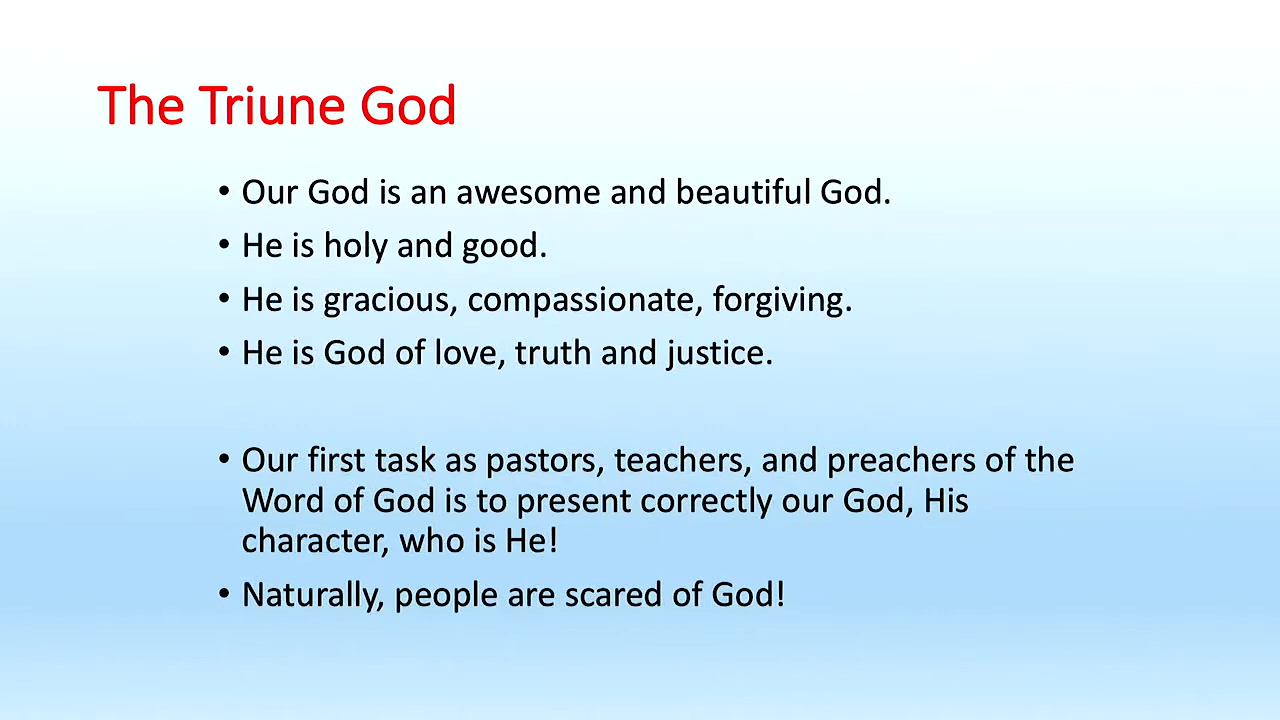 The Triune God
• Our God is an awesome and beautiful God.
• He is holy and good.
• He is gracious, compassionate, forgiving.
• He is God of love, truth and justice.
• Our first task as pastors, teachers, and preachers of the
Word of God is to present correctly our God, His
character, who is He!
• Naturally, people are scared of God!